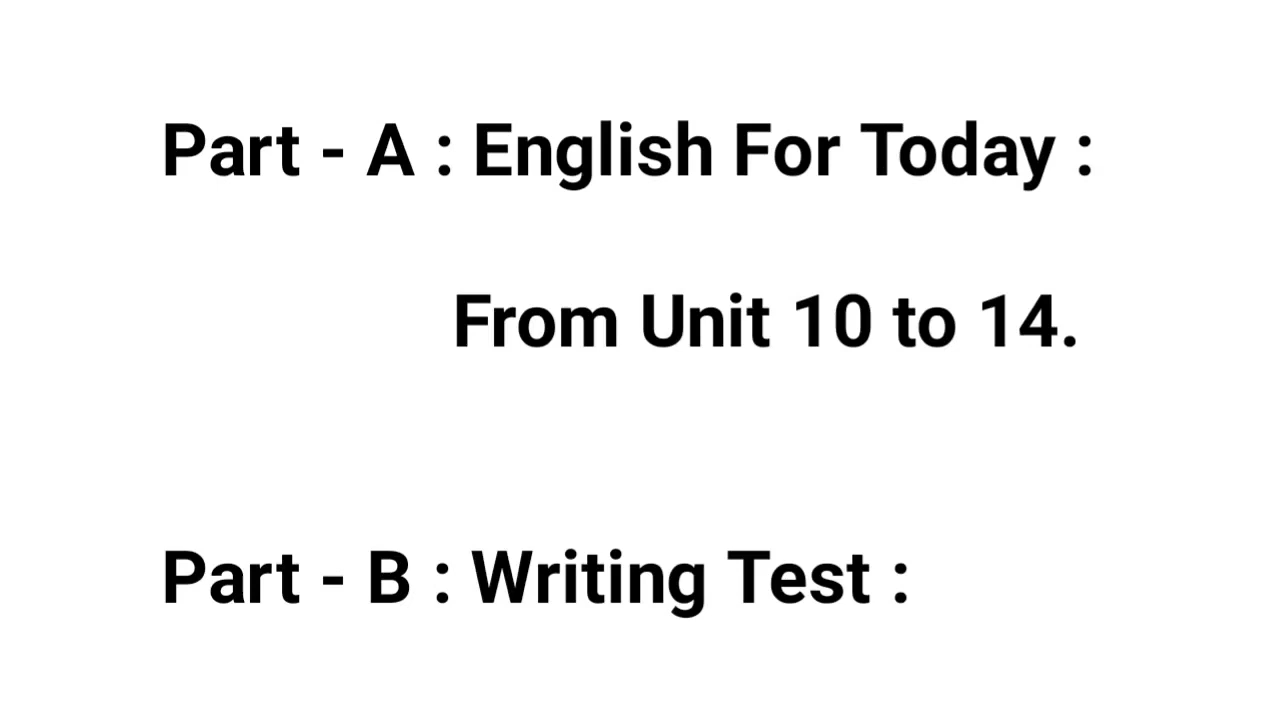 Part - A : English For Today :
From Unit 10 to 14.
Part - B : Writing Test :